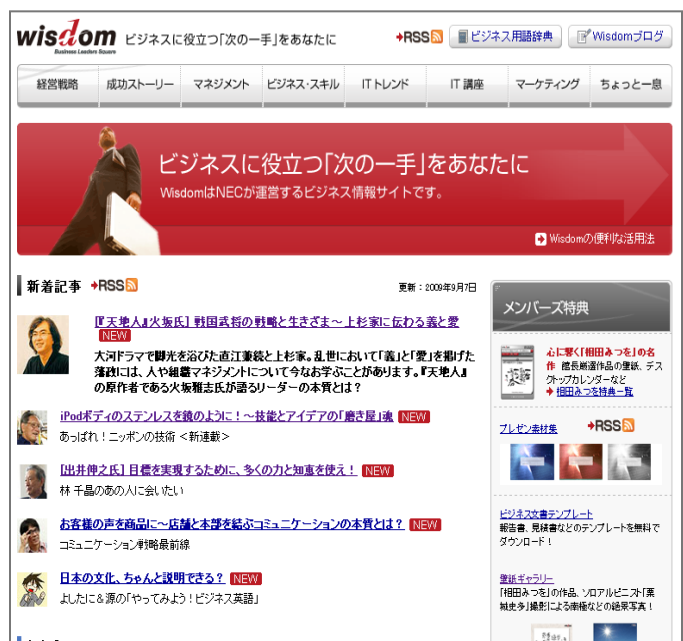 wisdom ビジネスに役立つ「次の一手」をあなたに
Business Leaders Square
RSS ビジネス用語辞典 Wisdomブログ
経営戦略 成功ストーリー マネジメント ビジネス・スキル ITトレンド IT講座 マーケティング ちょっと一息
ビジネスに役立つ「次の一手」をあなたに
WisdomはNECが運営するビジネス情報サイトです。
Wisdomの便利な活用法
新着記事 RSS
更新：2009年9月7日
『天地人』火坂氏] 戦国武将の戦略と生きざま～上杉家に伝わる義と愛
NEW
大河ドラマで脚光を浴びた直江兼続と上杉家。乱世において「義」と「愛」を掲げた
藩政には、人や組織マネジメントについて今なお学ぶことがあります。『天地人』
の原作者である火坂雅志氏が語るリーダーの本質とは？
iPodボディのステンレスを鏡のように！～技能とアイデアの「磨き屋」魂 NEW
あっぱれ！ニッポンの技術 <新連載>
[出井伸之氏] 目標を実現するために、多くの力と知恵を使え！ NEW
林 千晶のあの人に会いたい
お客様の声を商品に～店舗と本部を結ぶコミュニケーションの本質とは？ NEW
コミュニケーション戦略最前線
日本の文化、ちゃんと説明できる？ NEW
よしたに&源の「やってみよう！ビジネス英語」
メンバーズ特典
心に響く「相田みつを」の名
作 館長厳選作品の壁紙、デス
クトップカレンダーなど
相田みつを特典一覧
プレゼン素材集 RSS
ビジネス文書テンプレート
報告書、見積書などのテンプレートを無料で
ダウンロード！
壁紙ギャラリー
「相田みつを」の作品、ソロアルピニスト「栗
城史多」撮影による南極などの絶景写真！